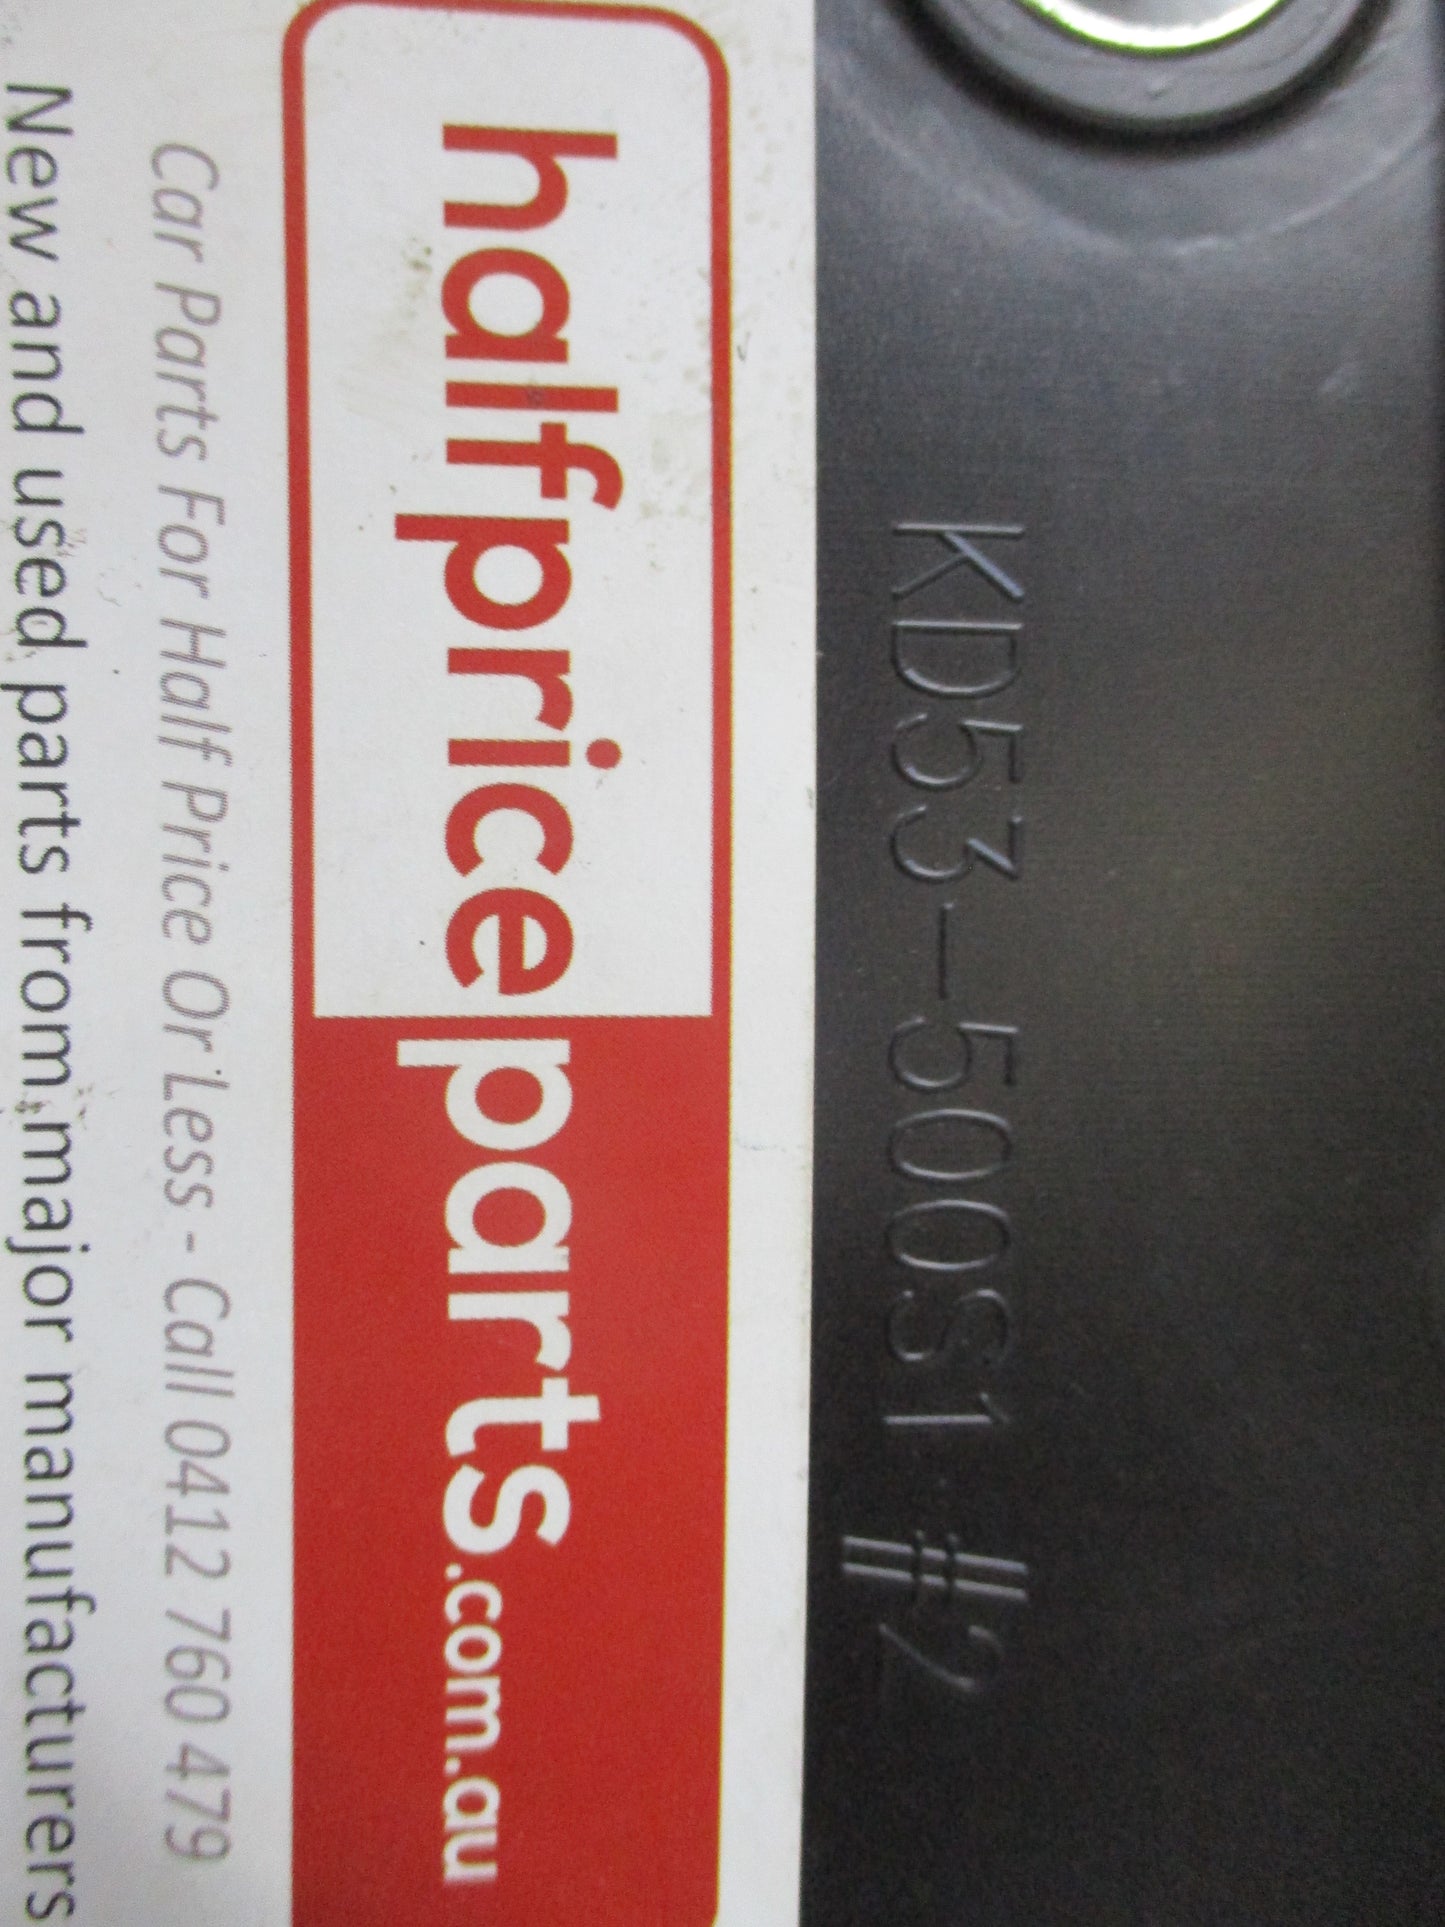 KD53-500S1 #2
halfpriceparts.com.au
Car Parts For Half Price Or Less - Call 0412 760 479
New and used parts from major manufacturers